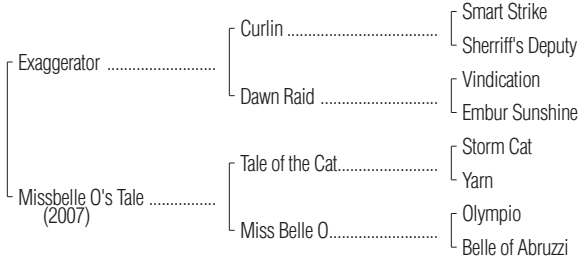 Smart Strike
Curlin ........................................
Sherriff's Deputy
Exaggerator ............................
Vindication
Dawn Raid ...............................
Embur Sunshine
Storm Cat
Tale of the Cat..........................
Yarn
Missbelle O's Tale .................
(2007)
Olympio
Miss Belle O............................
Belle of Abruzzi